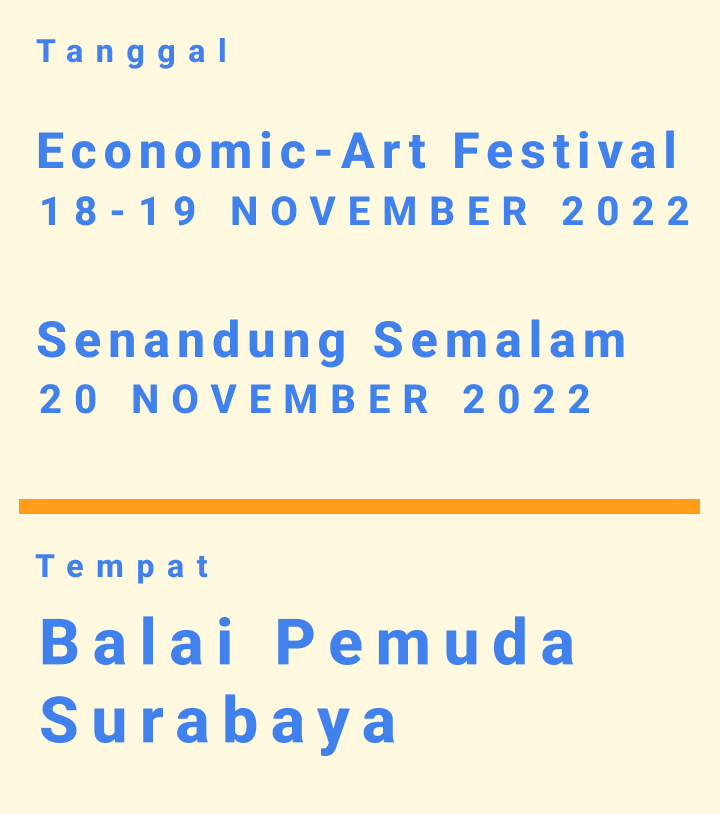 Tanggal
Economic-Art Festival
18-19 NOVEMBER 2022
Senandung Semalam
20 NOVEMBER 2022
Tempat
Balai Pemuda
Surabaya